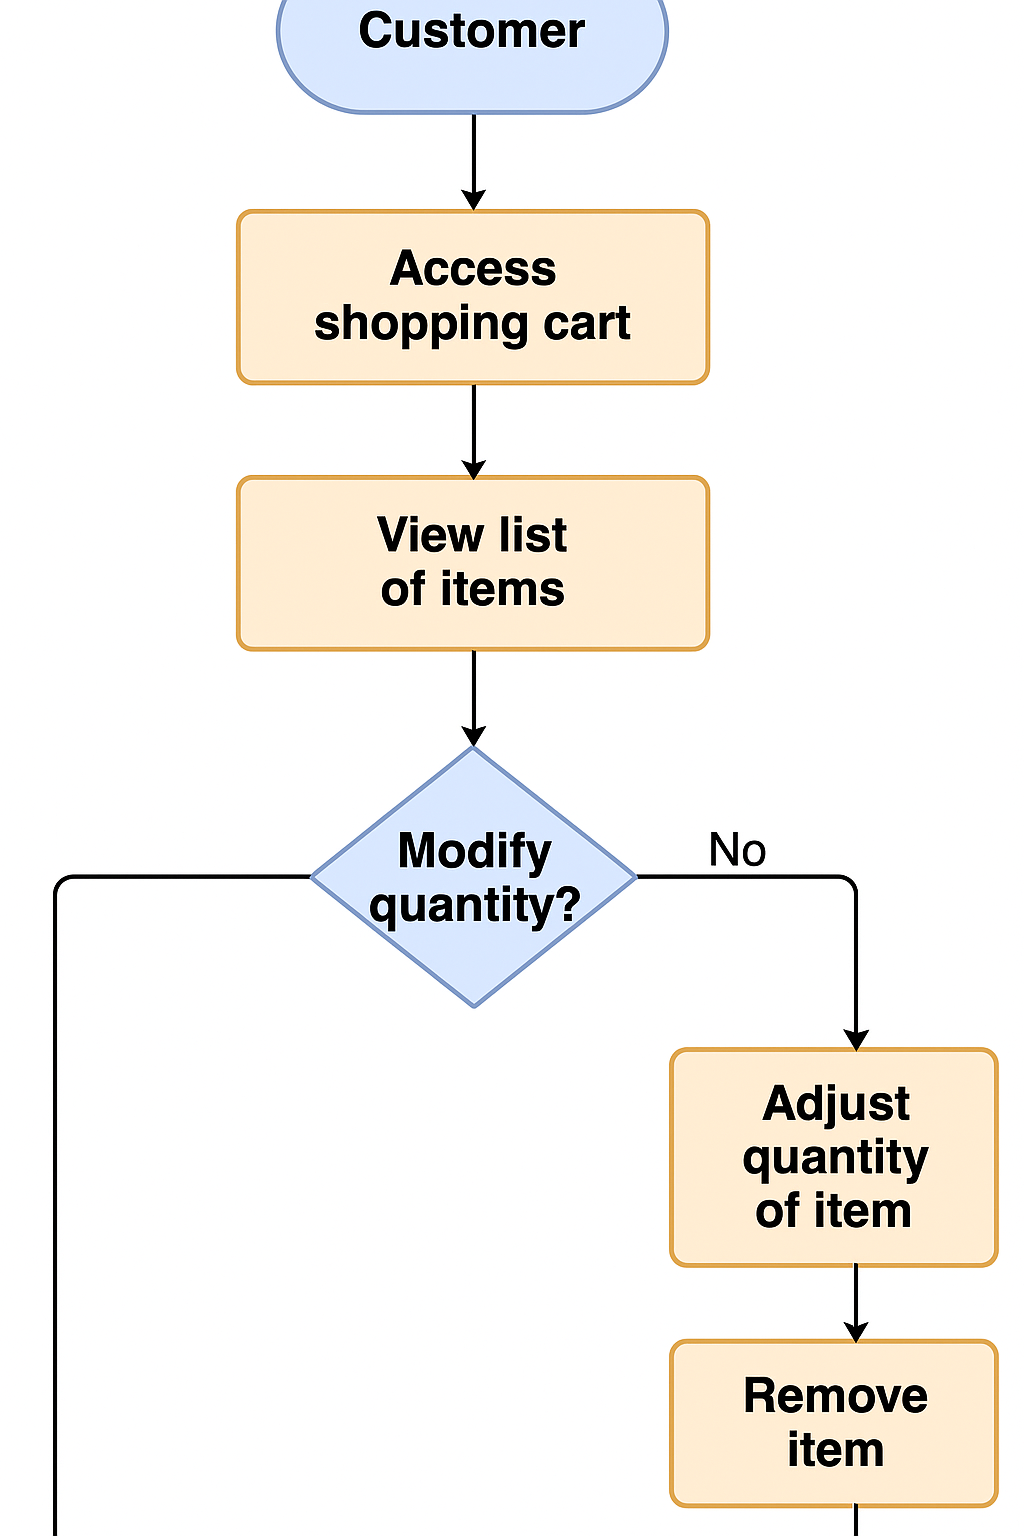 Customer
Access
shopping cart
View list
of items
Modify
quantity?
No
Adjust
quantity
of item
Remove
item